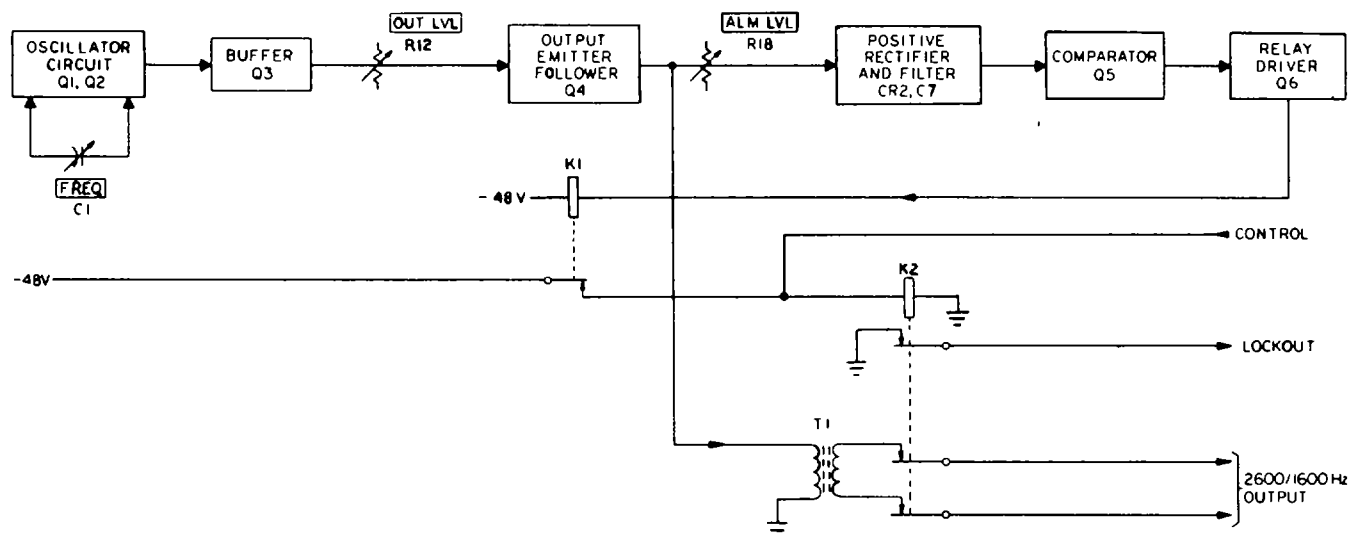 OSCILLATOR
CIRCUIT
Q1, Q2
FREQ
C1
BUFFER
Q3
OUT LVL
R12
OUTPUT
EMITTER
FOLLOWER
Q4
ALM LVL
R18
POSITIVE
RECTIFIER
AND FILTER
CR2, C7
COMPARATOR
Q5
RELAY
DRIVER
Q6
K1
- 48V
CONTROL
-48V
K2
LOCKOUT
T1
2600/1600 Hz
OUTPUT